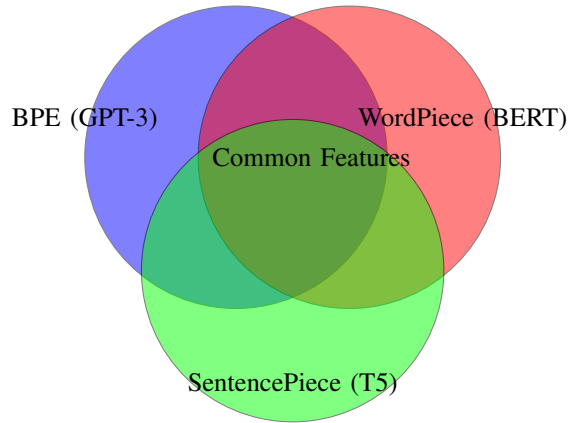 BPE (GPT-3)
WordPiece (BERT)
Common Features
SentencePiece (T5)